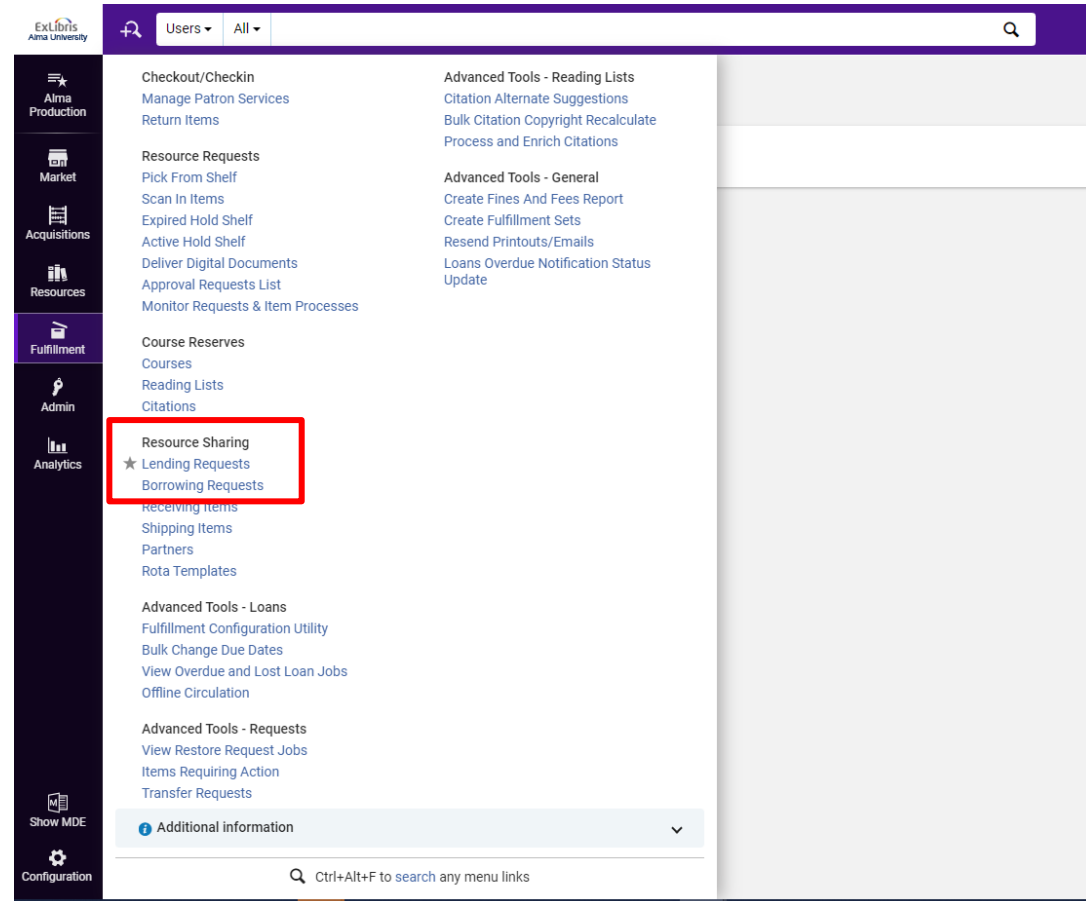 ExLibris
Alma University
Users
All
Alma
Production
Market
Acquisitions
Resources
Fulfillment
Admin
Analytics
Show MDE
Configuration
Checkout/Checkin
Manage Patron Services
Return Items
Resource Requests
Pick From Shelf
Scan In Items
Expired Hold Shelf
Active Hold Shelf
Deliver Digital Documents
Approval Requests List
Monitor Requests & Item Processes
Course Reserves
Courses
Reading Lists
Citations
Resource Sharing
Lending Requests
Borrowing Requests
Receiving Items
Shipping Items
Partners
Rota Templates
Advanced Tools - Loans
Fulfillment Configuration Utility
Bulk Change Due Dates
View Overdue and Lost Loan Jobs
Offline Circulation
Advanced Tools - Requests
View Restore Request Jobs
Items Requiring Action
Transfer Requests
Advanced Tools - Reading Lists
Citation Alternate Suggestions
Bulk Citation Copyright Recalculate
Process and Enrich Citations
Advanced Tools - General
Create Fines And Fees Report
Create Fulfillment Sets
Resend Printouts/Emails
Loans Overdue Notification Status
Update
Additional information
Ctrl+Alt+F to search any menu links